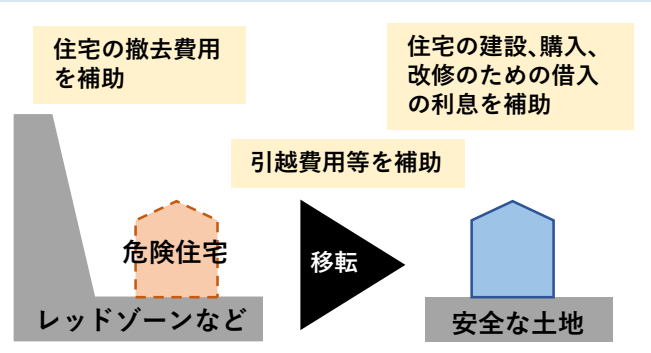 住宅の撤去費用
を補助
住宅の建設、購入、
改修のための借入
の利息を補助
引越費用等を補助
危険住宅
移転
レッドゾーンなど
安全な土地